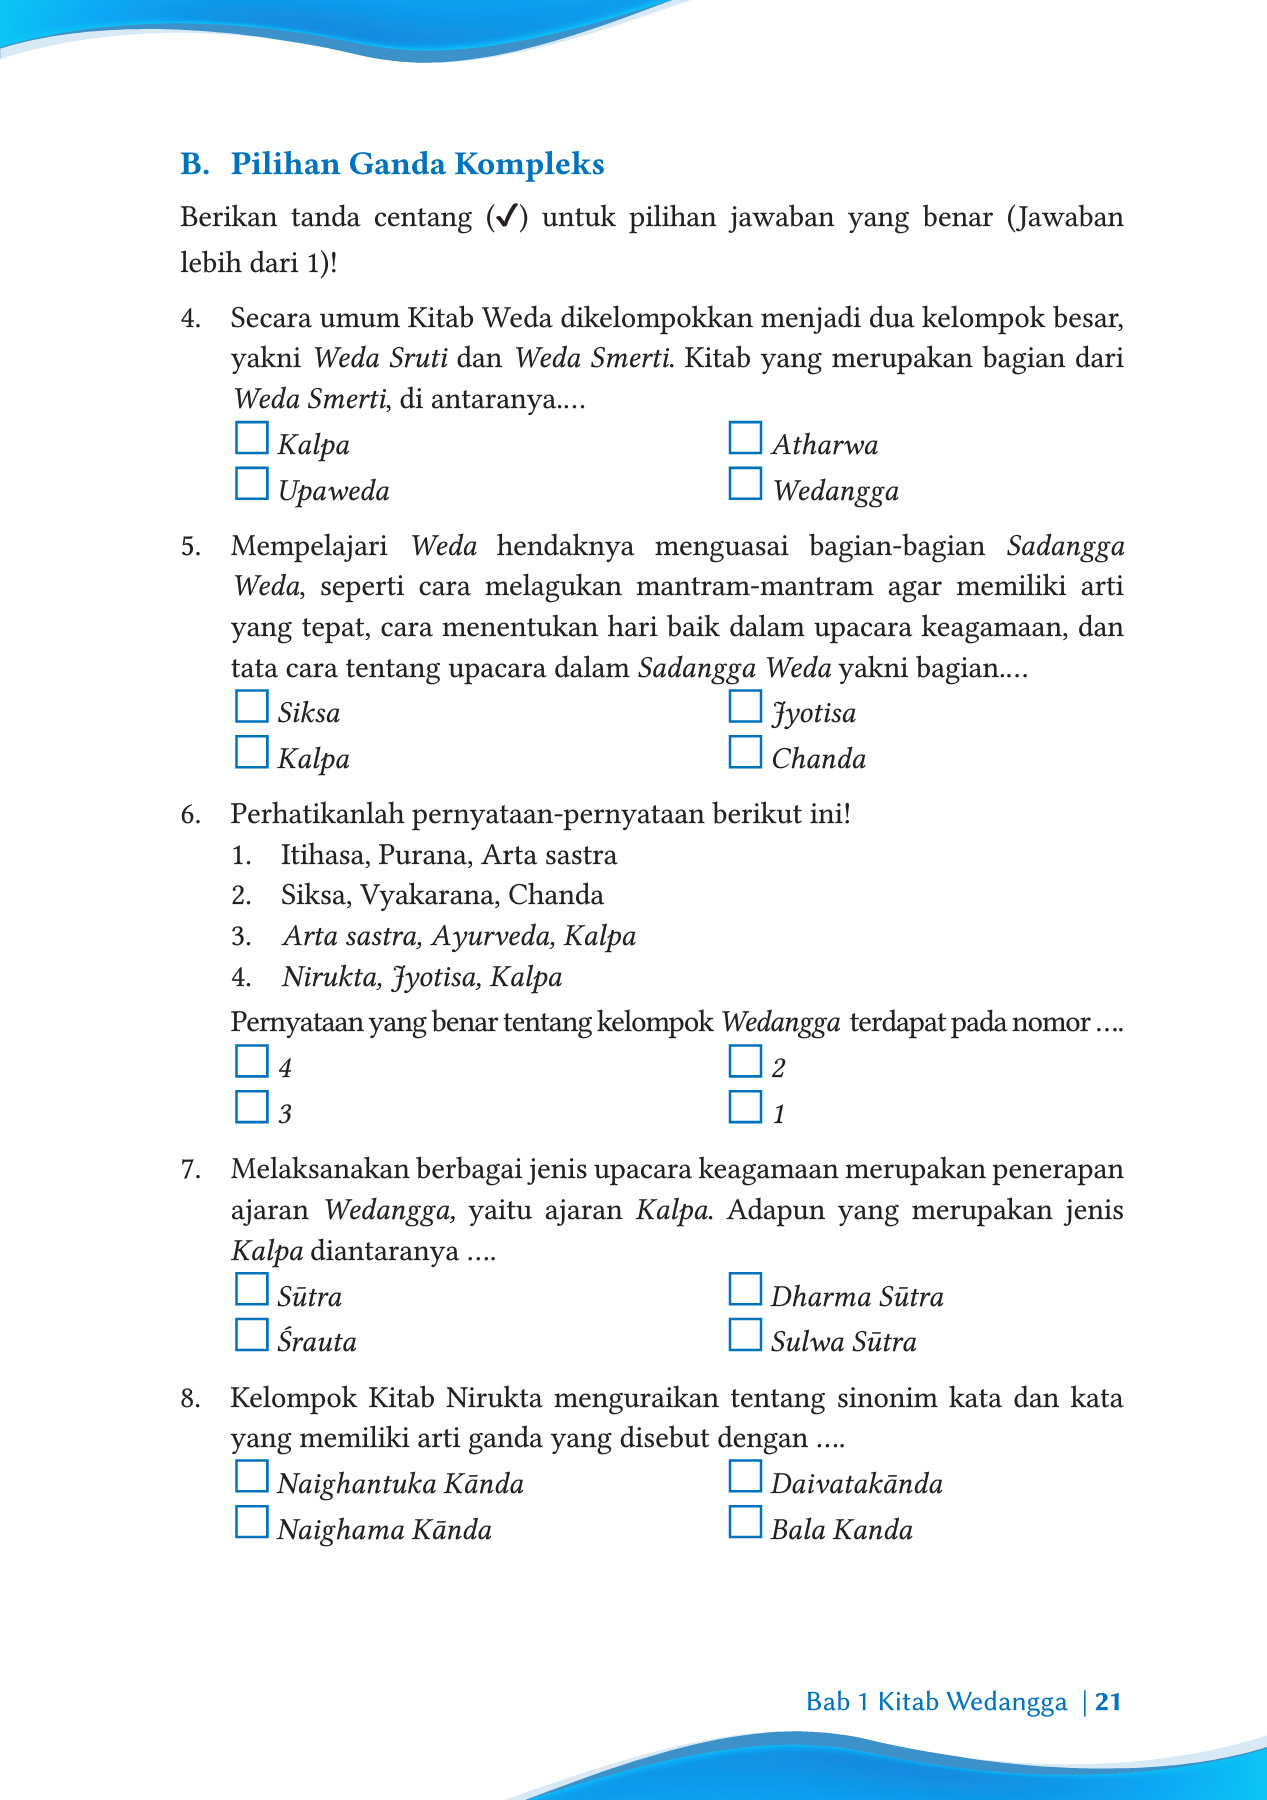 B. Pilihan Ganda Kompleks
Berikan tanda centang (✓) untuk pilihan jawaban yang benar (Jawaban
lebih dari 1)!
4. Secara umum Kitab Weda dikelompokkan menjadi dua kelompok besar,
yakni Weda Sruti dan Weda Smerti. Kitab yang merupakan bagian dari
Weda Smerti, di antaranya....
Kalpa
Atharwa
Upaweda
Wedangga
5. Mempelajari Weda hendaknya menguasai bagian-bagian Sadangga
Weda, seperti cara melagukan mantram-mantram agar memiliki arti
yang tepat, cara menentukan hari baik dalam upacara keagamaan, dan
tata cara tentang upacara dalam Sadangga Weda yakni bagian....
Siksa
Jyotisa
Kalpa
Chanda
6. Perhatikanlah pernyataan-pernyataan berikut ini!
1. Itihasa, Purana, Arta sastra
2. Siksa, Vyakarana, Chanda
3. Arta sastra, Ayurveda, Kalpa
4. Nirukta, Jyotisa, Kalpa
Pernyataan yang benar tentang kelompok Wedangga terdapat pada nomor ....
4
2
3
1
7. Melaksanakan berbagai jenis upacara keagamaan merupakan penerapan
ajaran Wedangga, yaitu ajaran Kalpa. Adapun yang merupakan jenis
Kalpa diantaranya ....
Sūtra
Dharma Sūtra
Śrauta
Sulwa Sūtra
8. Kelompok Kitab Nirukta menguraikan tentang sinonim kata dan kata
yang memiliki arti ganda yang disebut dengan ....
Naighantuka Kānda
Daivatakānda
Naighama Kānda
Bala Kanda
Bab 1 Kitab Wedangga | 21